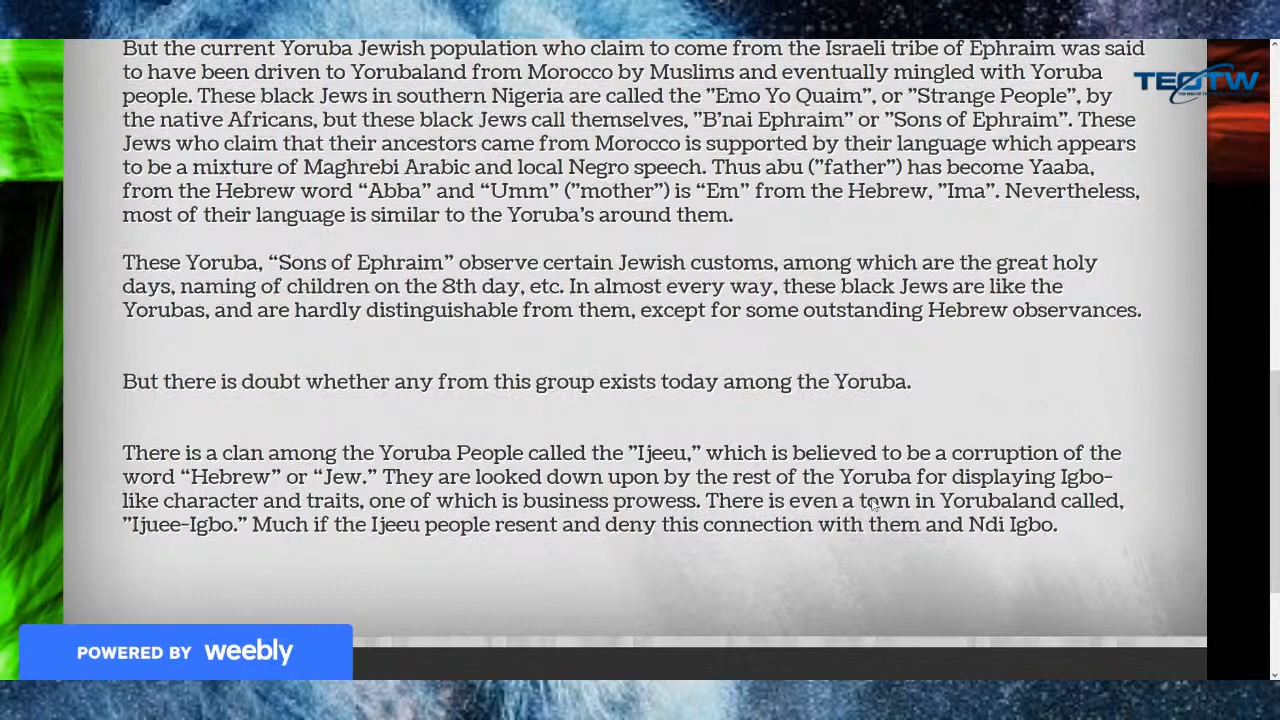 But the current Yoruba Jewish population who claim to come from the Israeli tribe of Ephraim was said
to have been driven to Yorubaland from Morocco by Muslims and eventually mingled with Yoruba
people. These black Jews in southern Nigeria are called the "Emo Yo Quaim", or "Strange People", by
the native Africans, but these black Jews call themselves, "B'nai Ephraim" or "Sons of Ephraim". These
Jews who claim that their ancestors came from Morocco is supported by their language which appears
to be a mixture of Maghrebi Arabic and local Negro speech. Thus abu ("father") has become Yaaba,
from the Hebrew word “Abba” and “Umm” ("mother") is “Em” from the Hebrew, "Ima". Nevertheless,
most of their language is similar to the Yoruba's around them.
These Yoruba, “Sons of Ephraim” observe certain Jewish customs, among which are the great holy
days, naming of children on the 8th day, etc. In almost every way, these black Jews are like the
Yorubas, and are hardly distinguishable from them, except for some outstanding Hebrew observances.
But there is doubt whether any from this group exists today among the Yoruba.
There is a clan among the Yoruba People called the "Ijeeu," which is believed to be a corruption of the
word “Hebrew” or “Jew.” They are looked down upon by the rest of the Yoruba for displaying Igbo-
like character and traits, one of which is business prowess. There is even a town in Yorubaland called,
"Ijuee-Igbo." Much if the Ijeeu people resent and deny this connection with them and Ndi Igbo.
TEOTW
POWERED BY weebly